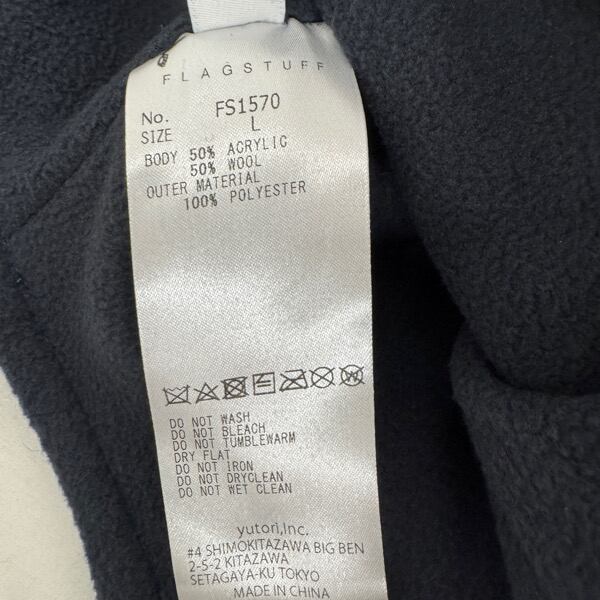 FLAGSTUFF
No. FS1570
SIZE L
BODY 50% ACRYLIC
50% WOOL
OUTER MATERIAL
100% POLYESTER
DO NOT WASH
DO NOT BLEACH
DO NOT TUMBLEWARM
DRY FLAT
DO NOT IRON
DO NOT DRYCLEAN
DO NOT WET CLEAN
yutori,Inc.
#4 SHIMOKITAZAWA BIG BEN
2-5-2 KITAZAWA
SETAGAYA-KU TOKYO
MADE IN CHINA